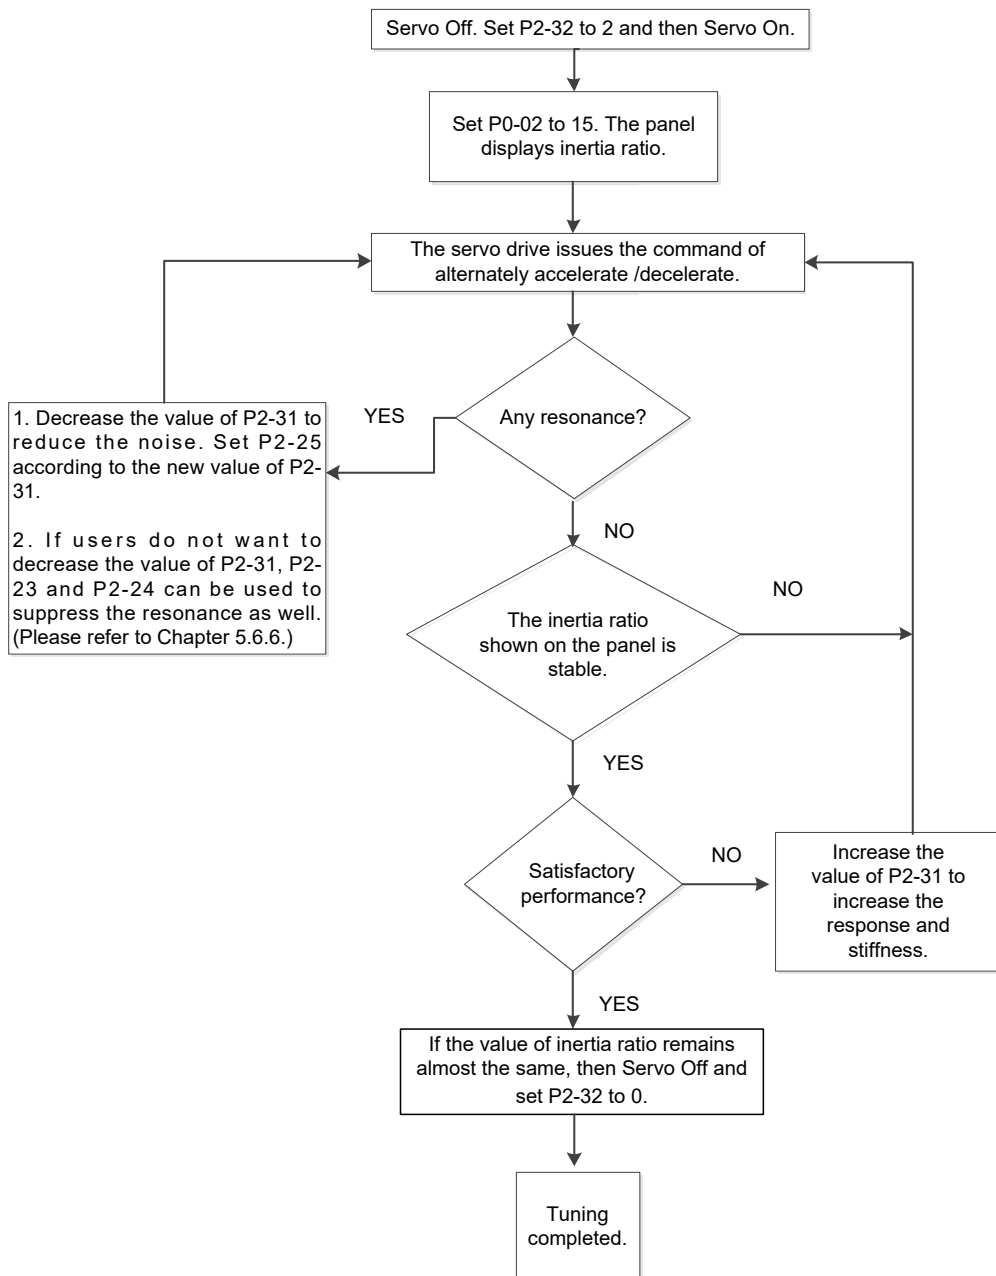 Servo Off. Set P2-32 to 2 and then Servo On.
Set P0-02 to 15. The panel
displays inertia ratio.
The servo drive issues the command of
alternately accelerate /decelerate.
Any resonance?
YES
1. Decrease the value of P2-31 to
reduce the noise. Set P2-25
according to the new value of P2-
31.
2. If users do not want to
decrease the value of P2-31, P2-
23 and P2-24 can be used to
suppress the resonance as well.
(Please refer to Chapter 5.6.6.)
NO
The inertia ratio
shown on the panel is
stable.
NO
YES
Satisfactory
performance?
NO
Increase the
value of P2-31 to
increase the
response and
stiffness.
YES
If the value of inertia ratio remains
almost the same, then Servo Off and
set P2-32 to 0.
Tuning
completed.